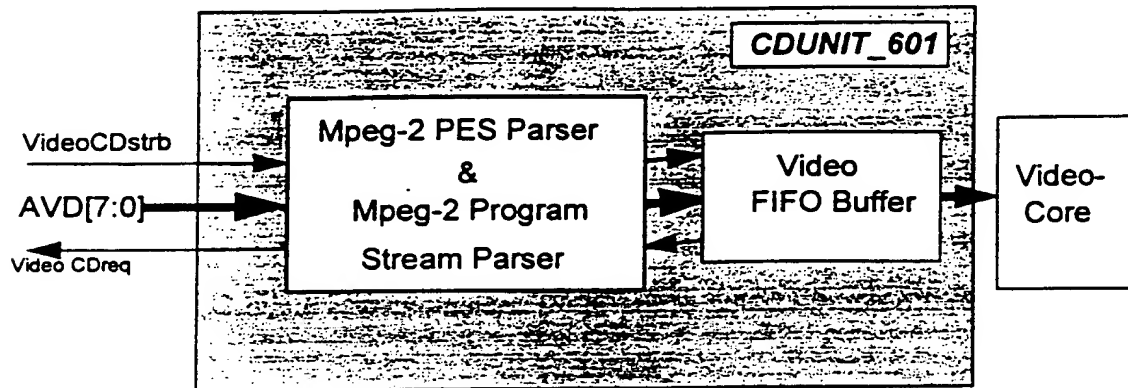 CDUNIT_601
VideoCDstrb
AVD[7:0]
Video CDreq
Mpeg-2 PES Parser
&
Mpeg-2 Program
Stream Parser
Video
FIFO Buffer
Video-
Core